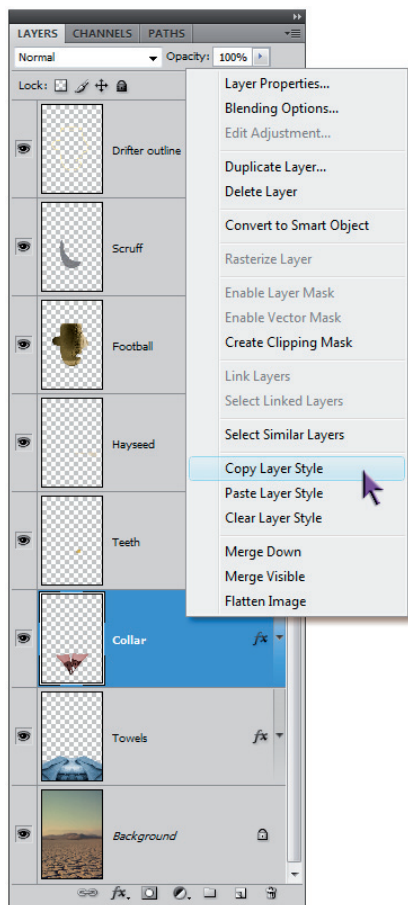 LAYERS CHANNELS PATHS
Normal Opacity: 100%
Lock:
Drifter outline
Scruff
Football
Hayseed
Teeth
Collar fx
Towels fx
Background
fx.
Layer Properties...
Blending Options...
Edit Adjustment...
Duplicate Layer...
Delete Layer
Convert to Smart Object
Rasterize Layer
Enable Layer Mask
Enable Vector Mask
Create Clipping Mask
Link Layers
Select Linked Layers
Select Similar Layers
Copy Layer Style
Paste Layer Style
Clear Layer Style
Merge Down
Merge Visible
Flatten Image